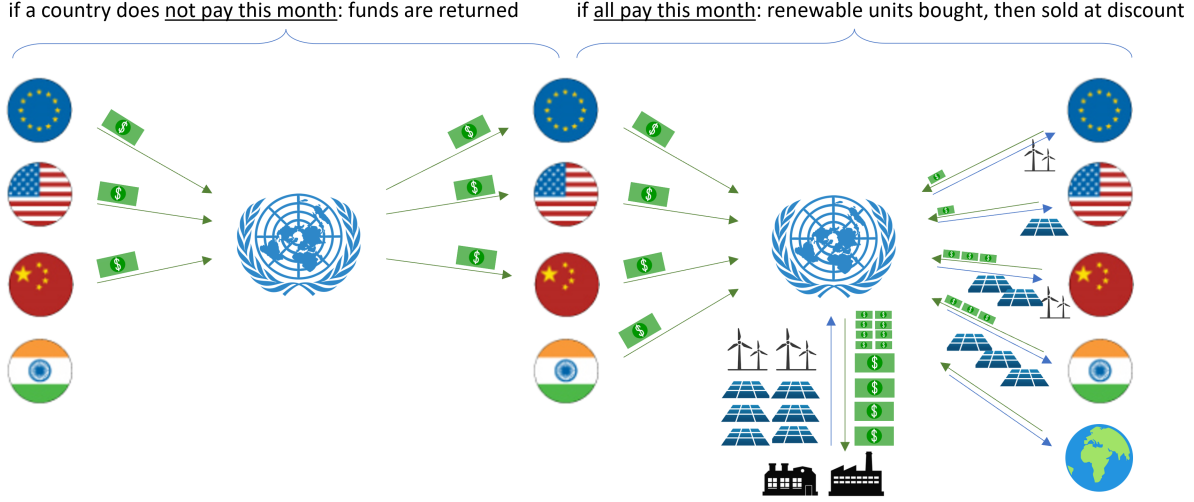 if a country does not pay this month: funds are returned
if all pay this month: renewable units bought, then sold at discount